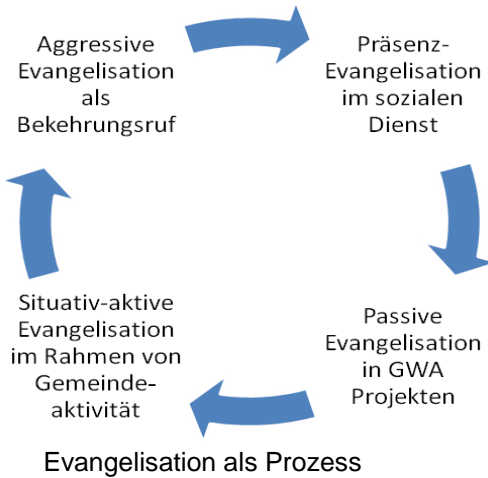 Aggressive
Evangelisation
als
Bekehrungsruf
Präsenz-
Evangelisation
im sozialen
Dienst
Passive
Evangelisation
in GWA
Projekten
Situativ-aktive
Evangelisation
im Rahmen von
Gemeinde-
aktivität
Evangelisation als Prozess